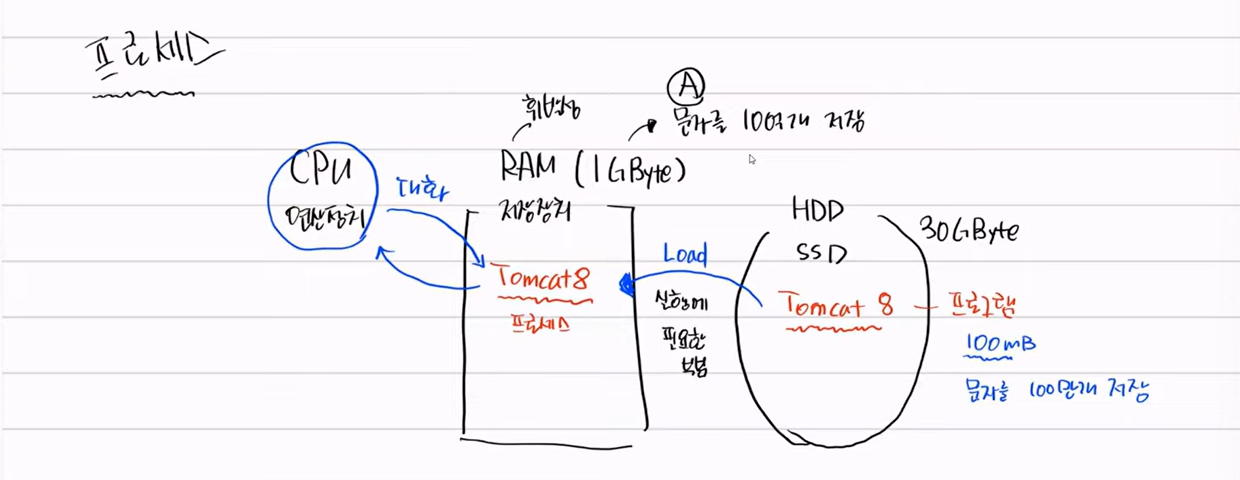 프로세스
Ⓐ
휘발성
문자를 10억개 저장
CPU
연산장치
대화
RAM (1GByte)
저장장치
HDD
SSD
30GByte
Load
Tomcat8
프로세스
실행에
필요한
부분
Tomcat 8
프로그램
100mB
문자를 100만개 저장